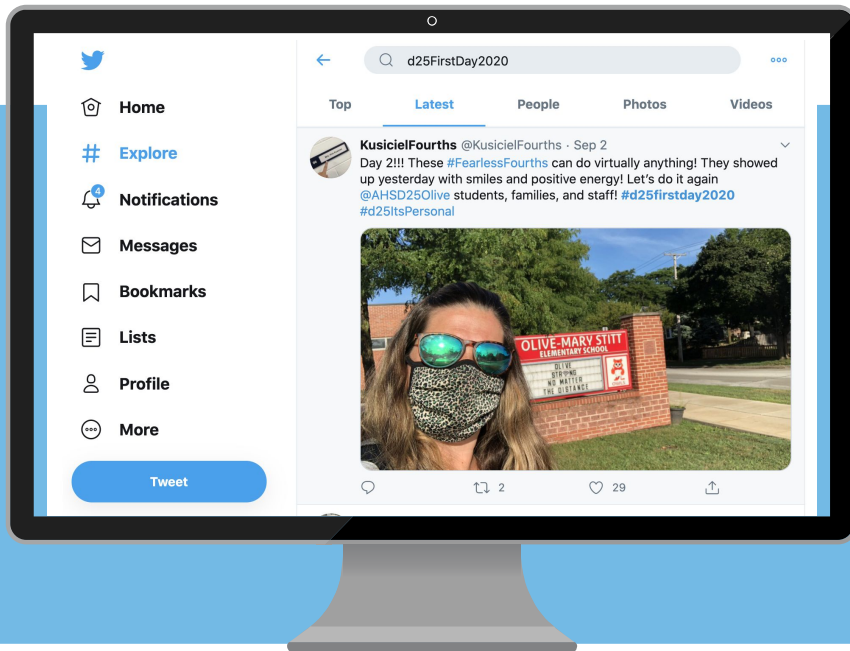 d25FirstDay2020
Home
Explore
4
Notifications
Messages
Bookmarks
Lists
Profile
More
Tweet
Top Latest People Photos Videos
KusicielFourths @KusicielFourths · Sep 2
Day 2!!! These #FearlessFourths can do virtually anything! They showed
up yesterday with smiles and positive energy! Let's do it again
@AHSD25Olive students, families, and staff! #d25firstday2020
#d25ItsPersonal
OLIVE-MARY STITT
ELEMENTARY SCHOOL
OLIVE
STRONG
NO MATTER
THE DISTANCE
2 29